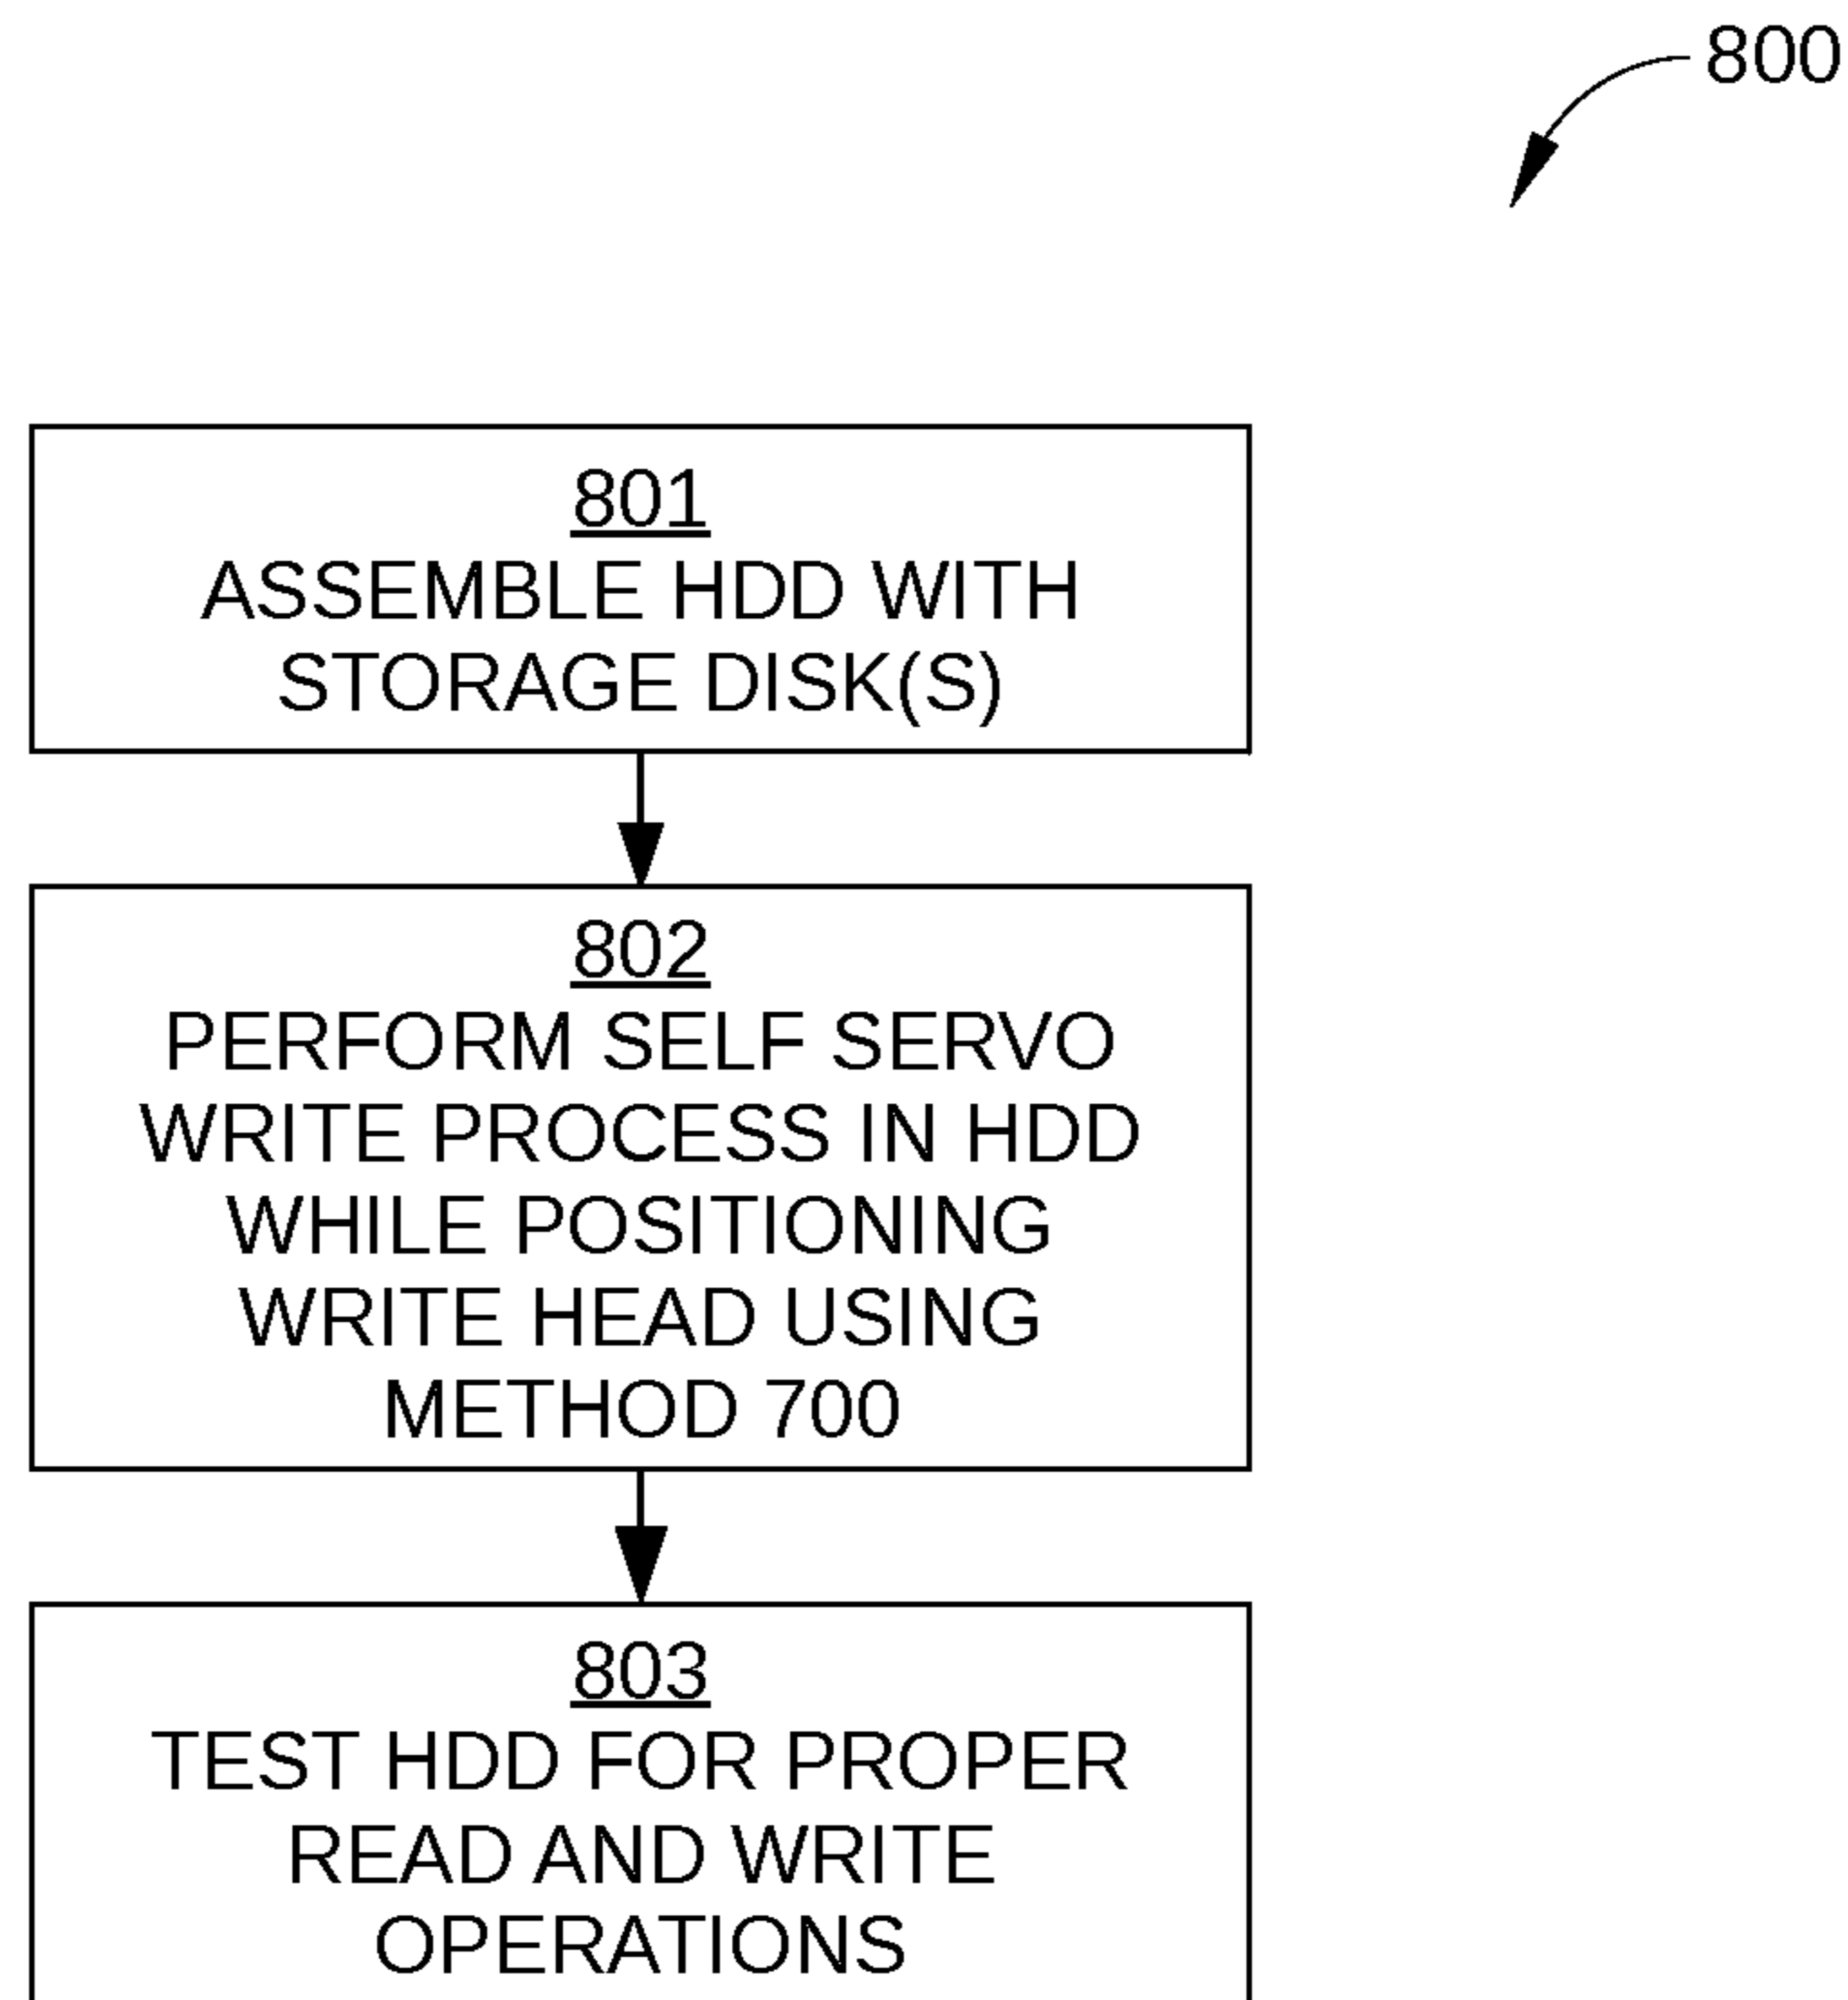 800
801
ASSEMBLE HDD WITH
STORAGE DISK(S)
802
PERFORM SELF SERVO
WRITE PROCESS IN HDD
WHILE POSITIONING
WRITE HEAD USING
METHOD 700
803
TEST HDD FOR PROPER
READ AND WRITE
OPERATIONS